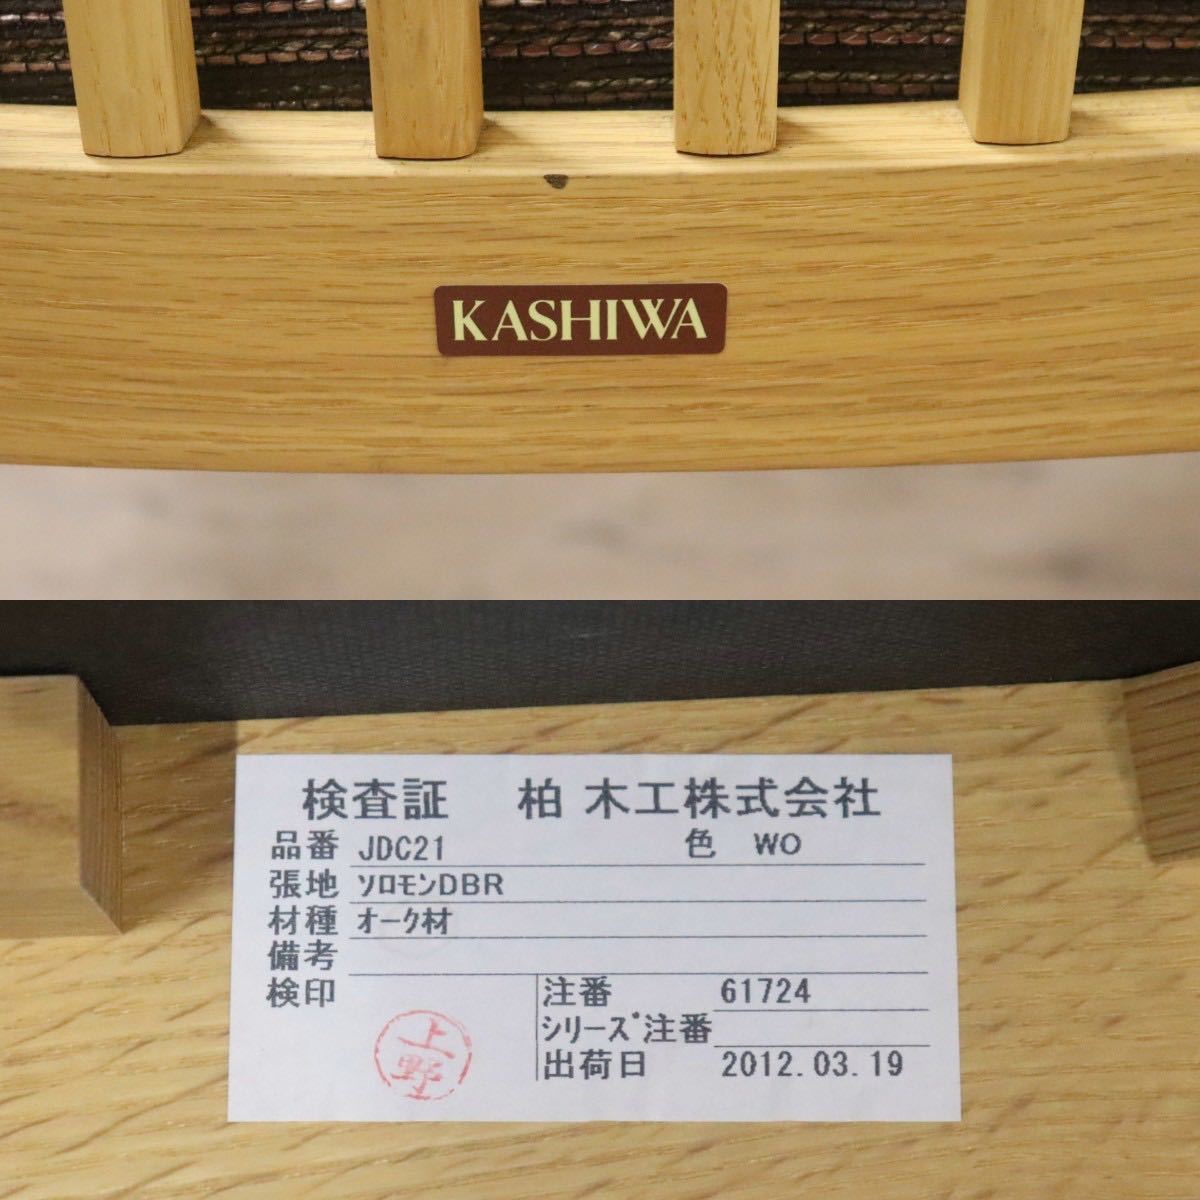 KASHIWA
検査証 柏 木工株式会社
品番 JDC21 色 WO
張地 ソロモンDBR
材種 オーク材
備考
検印
注番 61724
シリーズ注番
出荷日 2012.03.19
上野